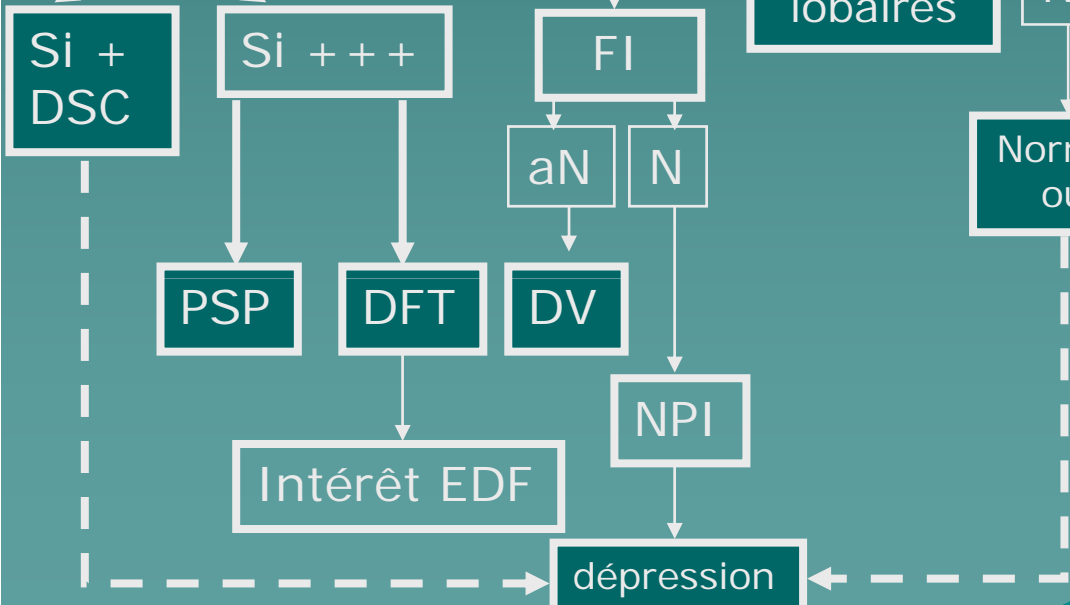 lobaires
Si +
DSC
Si +++
FI
aN
N
PSP
DFT
DV
NPI
Intérêt EDF
dépression